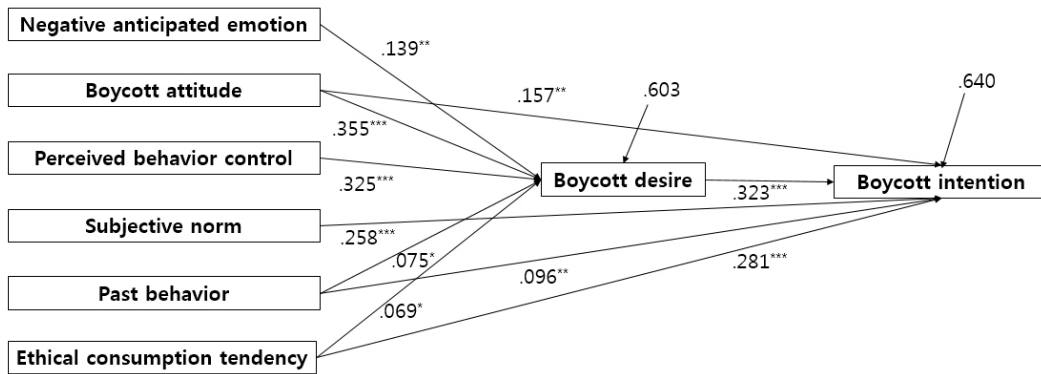 Negative anticipated emotion
.139**
Boycott attitude
.157**
.603
.640
.355***
Perceived behavior control
.325***
Boycott desire
.323***
Boycott intention
Subjective norm
.258***
.075*
.096**
.281***
Past behavior
.069*
Ethical consumption tendency